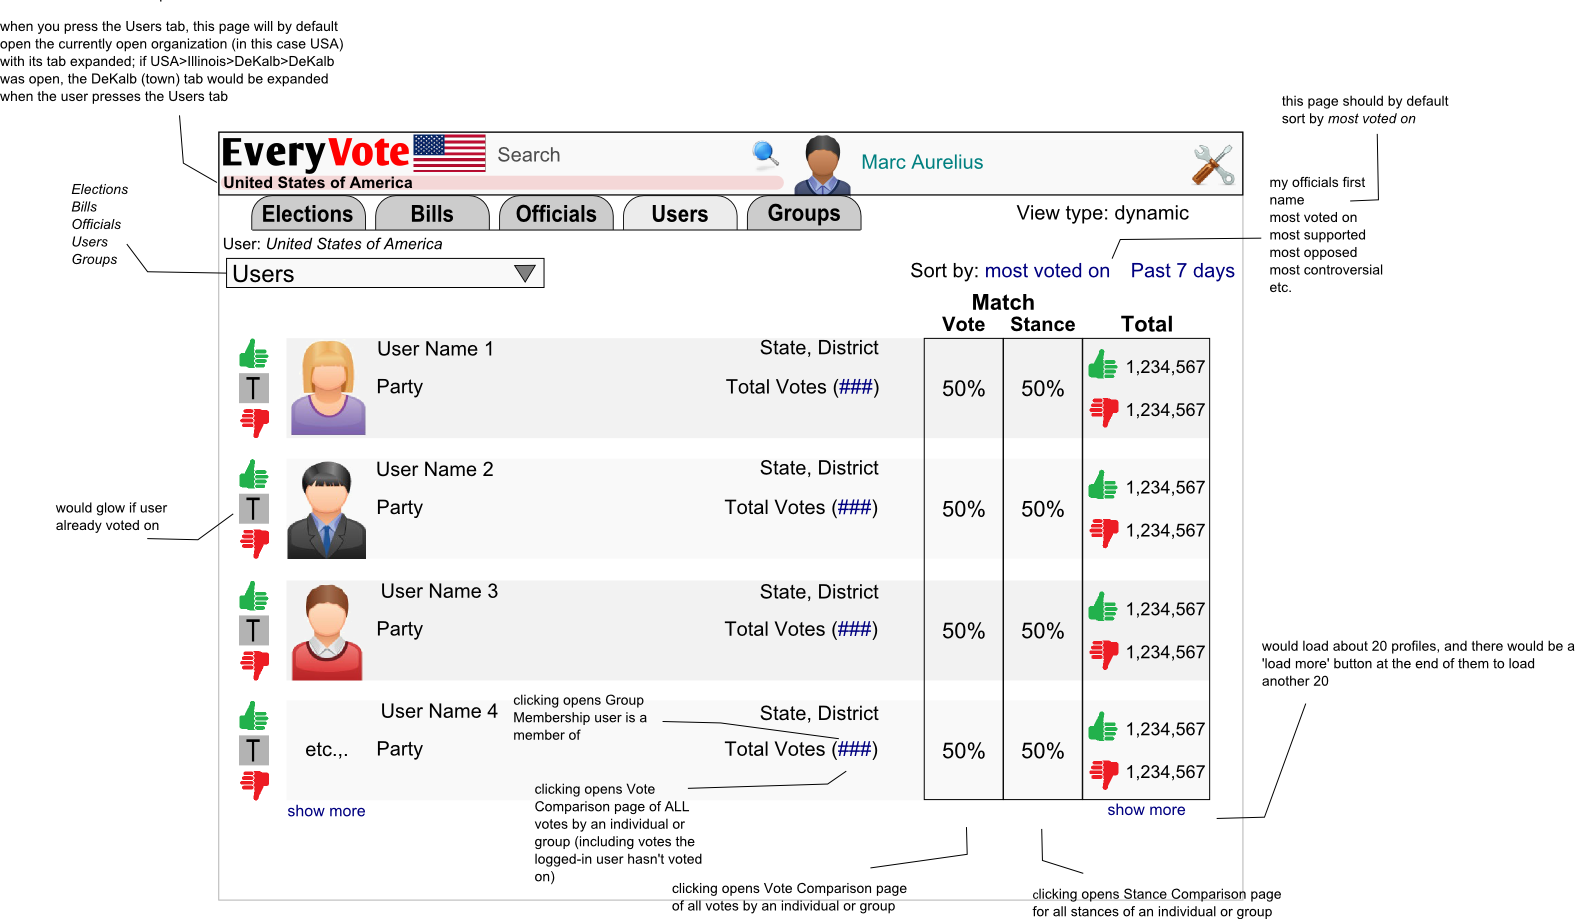 when you press the Users tab, this page will by default
open the currently open organization (in this case USA)
with its tab expanded; if USA>Illinois>DeKalb>DeKalb
was open, the DeKalb (town) tab would be expanded
when the user presses the Users tab
this page should by default
sort by most voted on
EveryVote
Search
Marc Aurelius
United States of America
Elections
Bills
Officials
Users
Groups
my officials first
name
most voted on
most supported
most opposed
most controversial
etc.
Elections
Bills
Officials
Users
Groups
View type: dynamic
User: United States of America
Users
Sort by: most voted on Past 7 days
Match
Vote Stance Total
User Name 1 State, District
Party Total Votes (###)
T
50% 50%
1,234,567
1,234,567
User Name 2 State, District
Party Total Votes (###)
T
50% 50%
1,234,567
1,234,567
would glow if user
already voted on
User Name 3 State, District
Party Total Votes (###)
T
50% 50%
1,234,567
1,234,567
would load about 20 profiles, and there would be a
'load more' button at the end of them to load
another 20
clicking opens Group
Membership user is a
member of
User Name 4 State, District
T
etc.,. Party Total Votes (###)
50% 50%
1,234,567
1,234,567
show more
show more
clicking opens Vote
Comparison page of ALL
votes by an individual or
group (including votes the
logged-in user hasn't voted
on)
clicking opens Vote Comparison page
of all votes by an individual or group
clicking opens Stance Comparison page
for all stances of an individual or group